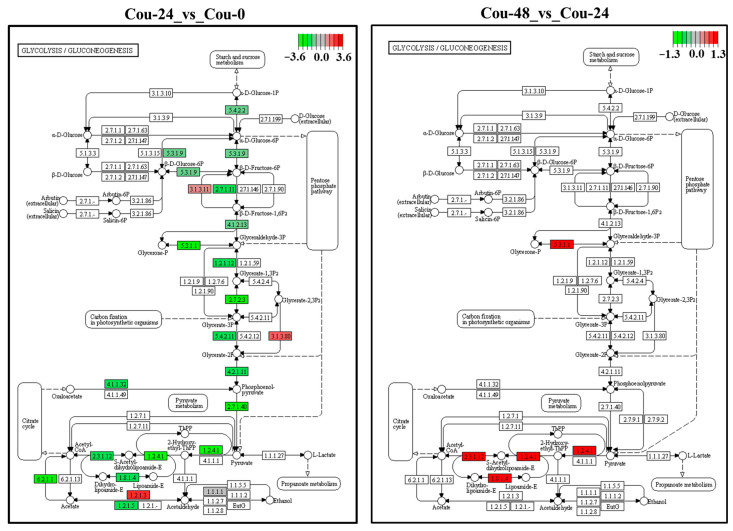 Cou-24_vs_Cou-0
GLYCOLYSIS / GLUCONEOGENESIS
-3.6 0.0 3.6
Starch and sucrose
metabolism
3.1.3.10
α-D-Glucose-1P
5.4.2.2
3.1.3.9
2.7.1.199
D-Glucose
(extracellular)
α-D-Glucose
2.7.1.1 2.7.1.63
2.7.1.2 2.7.1.147
α-D-Glucose-6P
5.1.3.3
5.1.3.15 5.3.1.9
5.3.1.9
β-D-Glucose-6P
5.3.1.9
β-D-Fructose-6P
β-D-Glucose
2.7.1.1 2.7.1.63
2.7.1.2 2.7.1.147
3.1.3.11 2.7.1.11 2.7.1.146 2.7.1.90
Pentose
phosphate
pathway
Arbutin
(extracellular)
Arbutin-6P
2.7.1.- 3.2.1.86
Salicin
(extracellular)
2.7.1.- 3.2.1.86
Salicin-6P
β-D-Fructose-1,6P2
4.1.2.13
Glyceraldehyde-3P
5.3.1.1
Glycerone-P
1.2.1.12 1.2.1.59
Glycerate-1,3P2
1.2.1.9 1.2.7.6
1.2.1.90
5.4.2.4
2.7.2.3
Glycerate-2,3P2
Carbon fixation
in photosynthetic organisms
Glycerate-3P
5.4.2.11 5.4.2.12
3.1.3.80
Glycerate-2P
4.2.1.11
4.1.1.32
4.1.1.49
Oxaloacetate
Phosphoenol-
pyruvate
Pyruvate
metabolism
2.7.1.40
Citrate
cycle
1.2.7.1
1.2.7.11
ThPP
Acetyl-
CoA
2.3.1.12
S-Acetyl-
dihydrolipoamide-E
1.2.4.1
2-Hydroxy-
ethyl-ThPP
1.2.4.1
4.1.1.1
Pyruvate
1.1.1.27
L-Lactate
6.2.1.1 6.2.1.13
Dihydro-
lipoamide-E
1.8.1.4
Lipoamide-E
4.1.1.1
Propanoate metabolism
Acetate
1.2.1.3
1.2.1.5 1.2.1.-
Acetaldehyde
1.1.1.1
1.1.5.5
1.1.1.1 1.1.1.2
1.1.2.7 EutG
1.1.2.8
Ethanol
Cou-48_vs_Cou-24
GLYCOLYSIS / GLUCONEOGENESIS
-1.3 0.0 1.3
Starch and sucrose
metabolism
3.1.3.10
α-D-Glucose-1P
5.4.2.2
3.1.3.9
2.7.1.199
D-Glucose
(extracellular)
α-D-Glucose
2.7.1.1 2.7.1.63
2.7.1.2 2.7.1.147
α-D-Glucose-6P
5.1.3.3
5.1.3.15 5.3.1.9
5.3.1.9
β-D-Glucose-6P
5.3.1.9
β-D-Fructose-6P
β-D-Glucose
2.7.1.1 2.7.1.63
2.7.1.2 2.7.1.147
3.1.3.11 2.7.1.11 2.7.1.146 2.7.1.90
Pentose
phosphate
pathway
Arbutin
(extracellular)
Arbutin-6P
2.7.1.- 3.2.1.86
Salicin
(extracellular)
2.7.1.- 3.2.1.86
Salicin-6P
β-D-Fructose-1,6P2
4.1.2.13
Glyceraldehyde-3P
5.3.1.1
Glycerone-P
1.2.1.12 1.2.1.59
Glycerate-1,3P2
1.2.1.9 1.2.7.6
1.2.1.90
5.4.2.4
2.7.2.3
Glycerate-2,3P2
Carbon fixation
in photosynthetic organisms
Glycerate-3P
5.4.2.11 5.4.2.12
3.1.3.80
Glycerate-2P
4.2.1.11
4.1.1.32
4.1.1.49
Oxaloacetate
Phosphoenolpyruvate
Pyruvate
metabolism
2.7.1.40
2.7.9.1 2.7.9.2
Citrate
cycle
1.2.7.1
1.2.7.11
ThPP
Acetyl-
CoA
2.3.1.12
S-Acetyl-
dihydrolipoamide-E
1.2.4.1
2-Hydroxy-
ethyl-ThPP
1.2.4.1
4.1.1.1
Pyruvate
1.1.1.27
L-Lactate
6.2.1.1 6.2.1.13
Dihydro-
lipoamide-E
1.8.1.4
Lipoamide-E
4.1.1.1
Propanoate metabolism
Acetate
1.2.1.3
1.2.1.5 1.2.1.-
Acetaldehyde
1.1.5.5
1.1.1.1 1.1.1.2
1.1.2.7 EutG
1.1.2.8
Ethanol